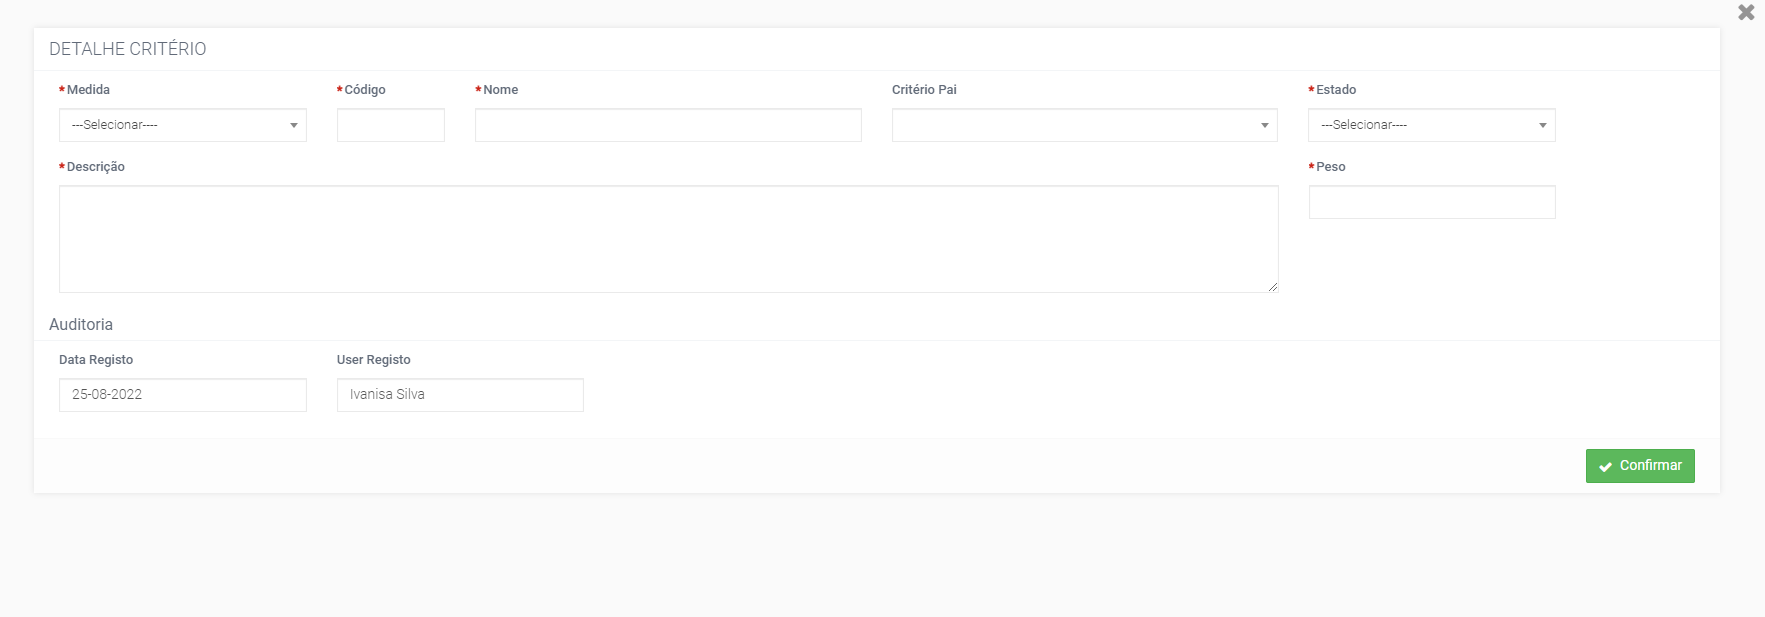 DETALHE CRITÉRIO
* Medida
* Código
* Nome
Critério Pai
* Estado
---Selecionar----
---Selecionar----
* Descrição
* Peso
Auditoria
Data Registo
User Registo
25-08-2022
Ivanisa Silva
Confirmar